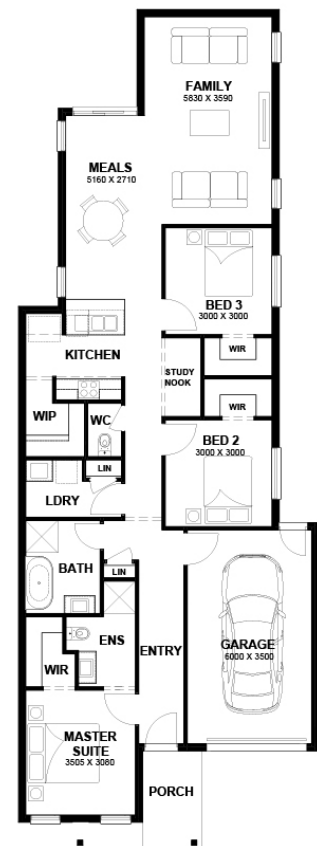 FAMILY
5830 X 3590
MEALS
5160 X 2710
BED 3
3000 X 3000
KITCHEN
STUDY
NOOK
WIR
WIR
WIP
WC
BED 2
3000 X 3000
LIN
LDRY
BATH
LIN
ENS
ENTRY
GARAGE
6000 X 3500
WIR
MASTER
SUITE
3505 X 3080
PORCH